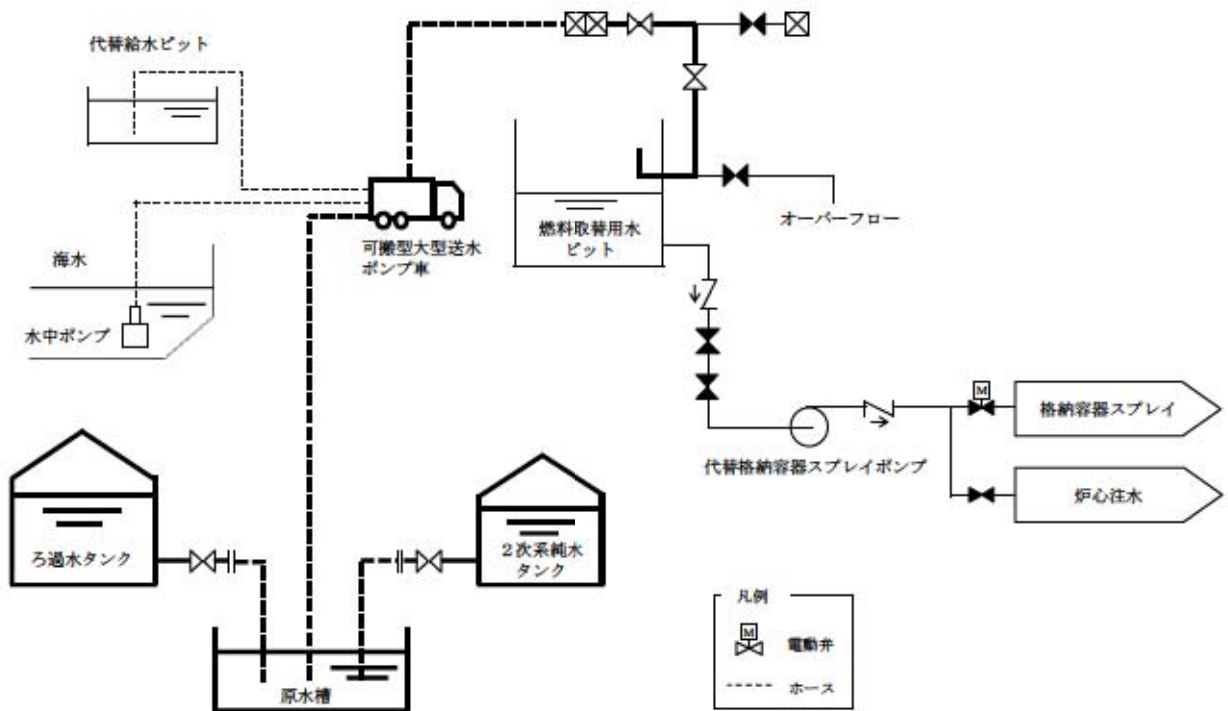 代替給水ピット
オーバーフロー
燃料取替用水
ピット
可搬型大型送水
ポンプ車
海水
水中ポンプ
M
格納容器スプレイ
代替格納容器スプレイポンプ
炉心注水
ろ過水タンク
２次系純水
タンク
原水槽
凡例
M
電動弁
ホース